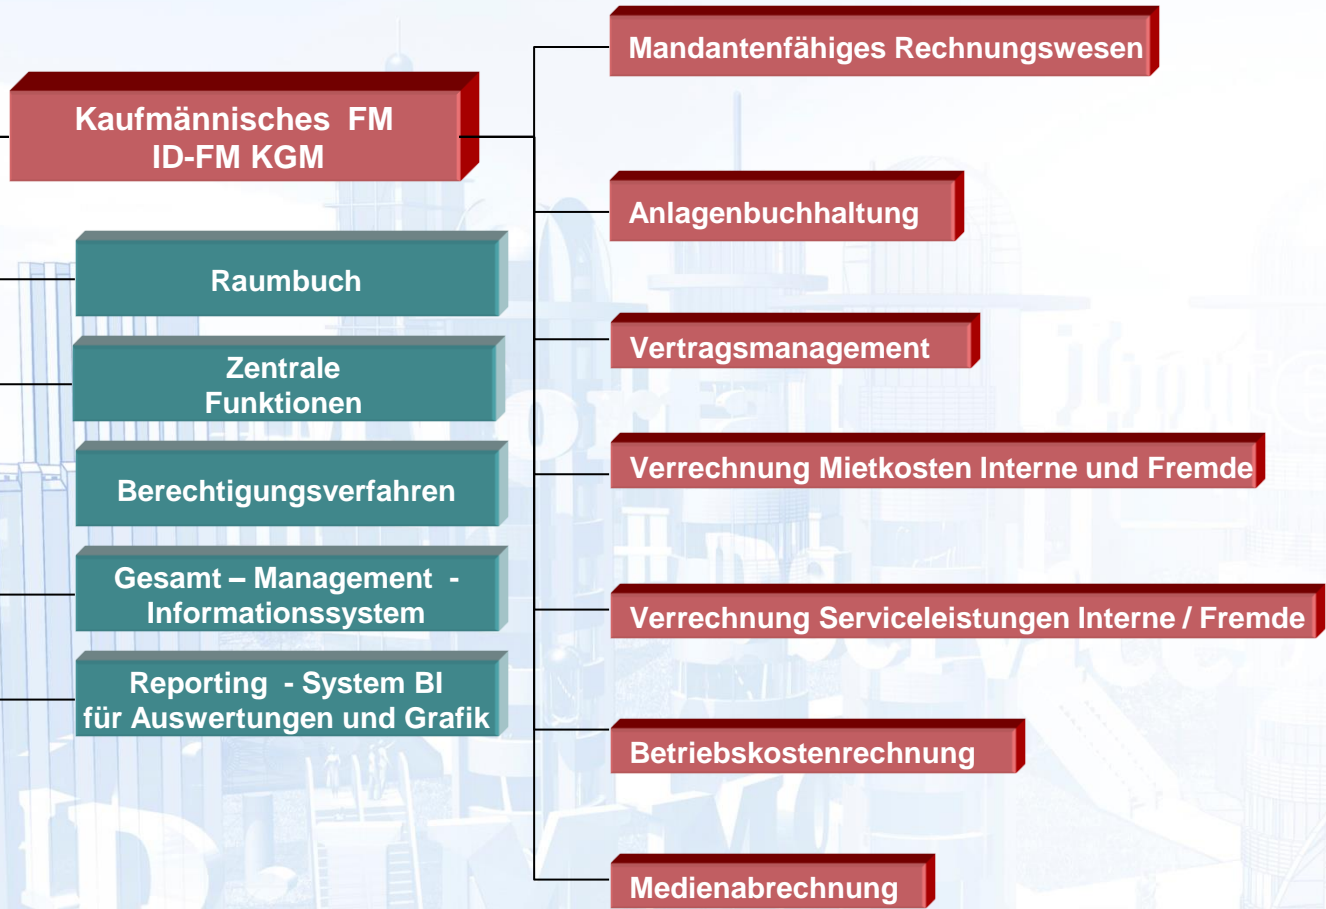 Kaufmännisches FM
ID-FM KGM
Raumbuch
Zentrale
Funktionen
Berechtigungsverfahren
Gesamt – Management -
Informationssystem
Reporting - System BI
für Auswertungen und Grafik
Mandantenfähiges Rechnungswesen
Anlagenbuchhaltung
Vertragsmanagement
Verrechnung Mietkosten Interne und Fremde
Verrechnung Serviceleistungen Interne / Fremde
Betriebskostenrechnung
Medienabrechnung